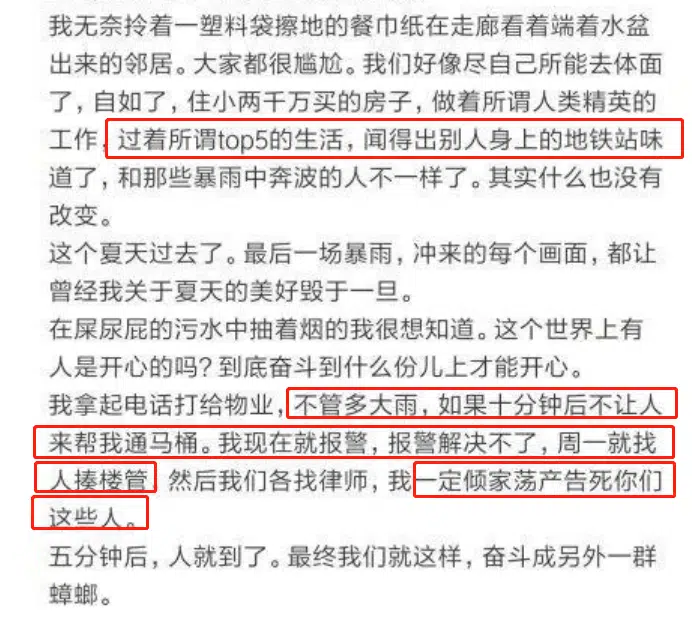 我无奈拎着一塑料袋擦地的餐巾纸在走廊看着端着水盆
出来的邻居。大家都很尴尬。我们好像尽自己所能去体面
了，自如了，住小两千万买的房子，做着所谓人类精英的
工作，过着所谓top5的生活，闻得出别人身上的地铁站味
道了，和那些暴雨中奔波的人不一样了。其实什么也没有
改变。
这个夏天过去了。最后一场暴雨，冲来的每个画面，都让
曾经我关于夏天的美好毁于一旦。
在屎尿屁的污水中抽着烟的我很想知道。这个世界上有
人是开心的吗？到底奋斗到什么份儿上才能开心。
我拿起电话打给物业，不管多大雨，如果十分钟后不让人
来帮我通马桶。我现在就报警，报警解决不了，周一就找
人揍楼管，然后我们各找律师，我一定倾家荡产告死你们
这些人。
五分钟后，人就到了。最终我们就这样，奋斗成另外一群
蟑螂。